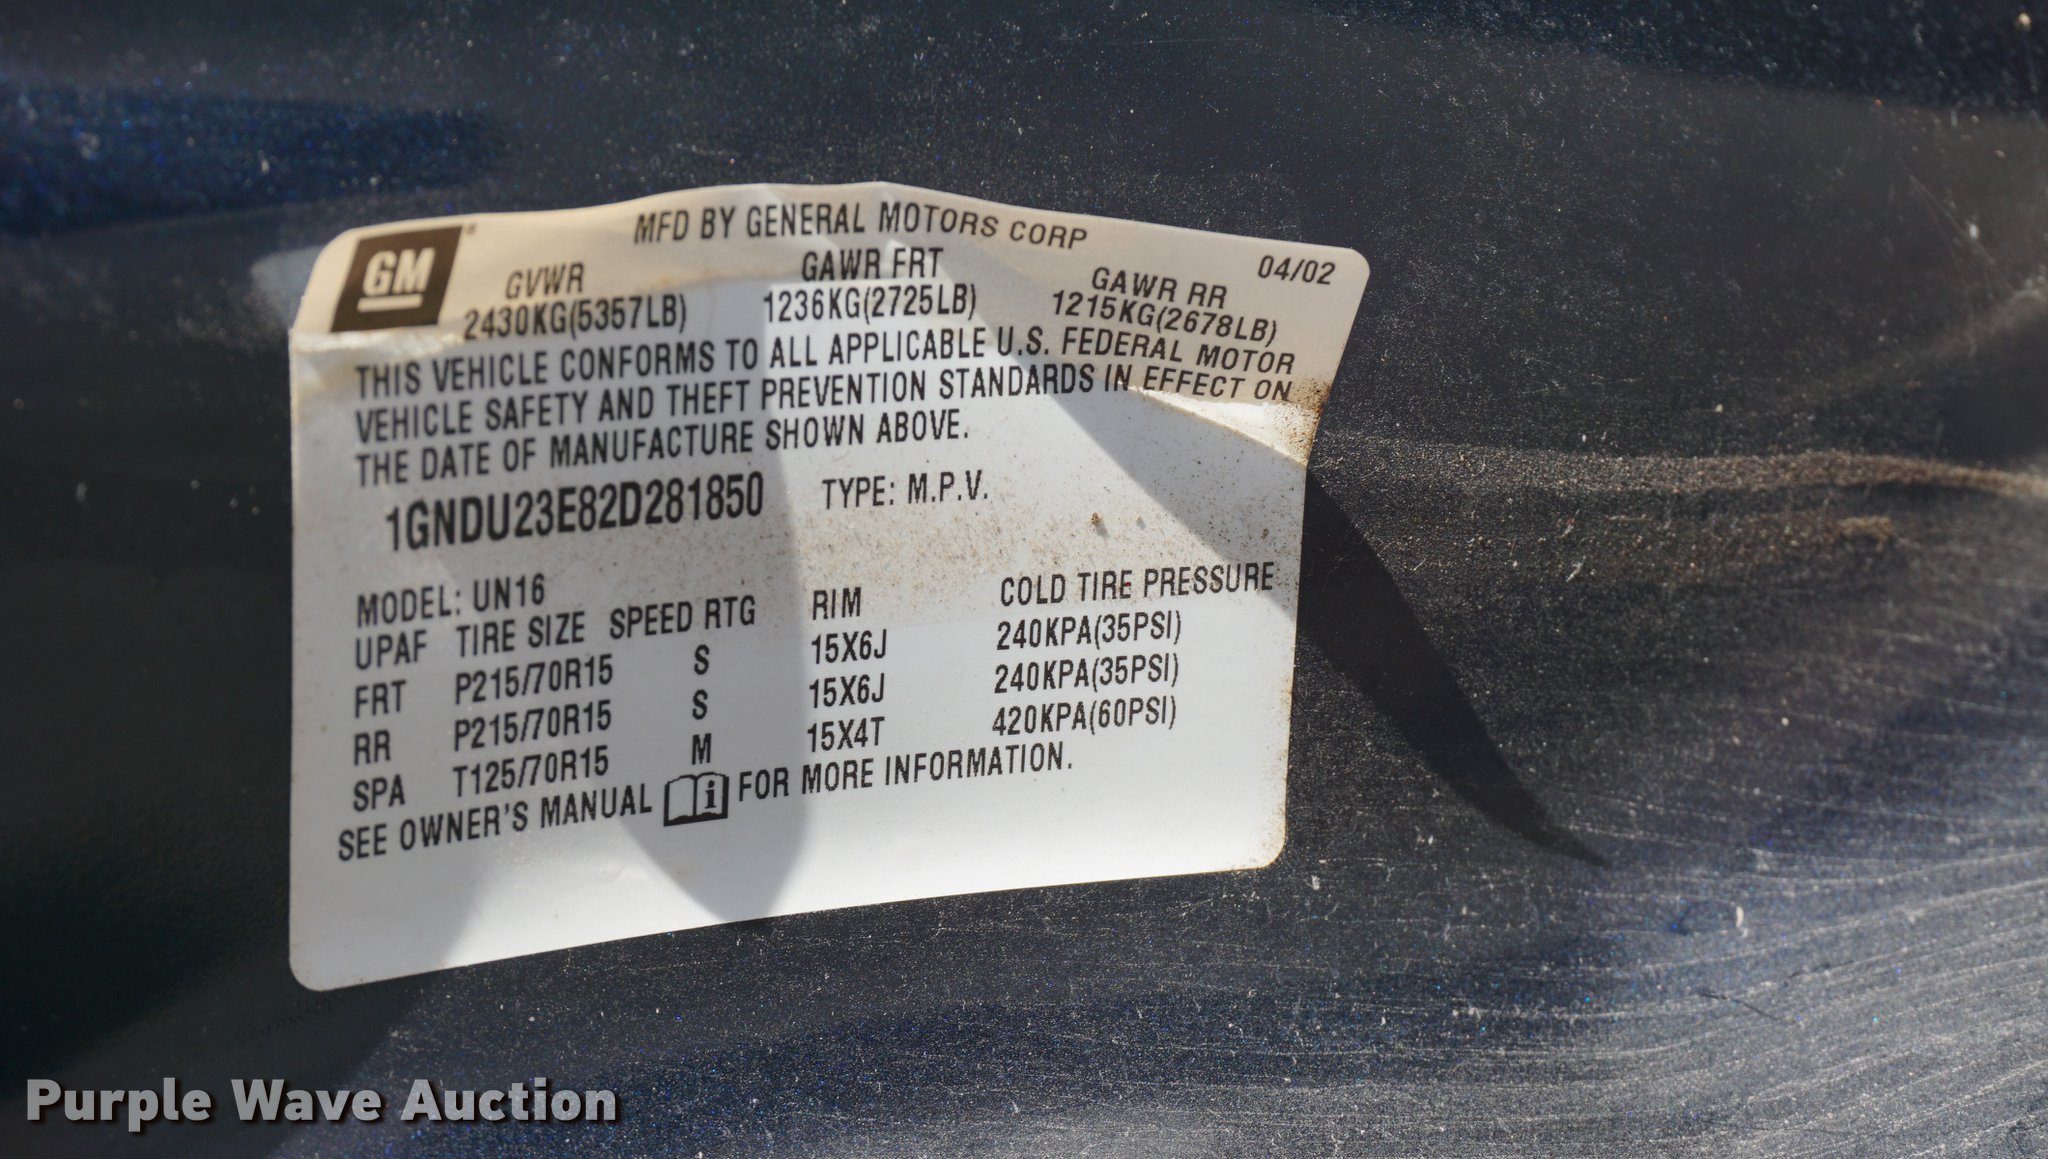 GM
MFD BY GENERAL MOTORS CORP
04/02
GVWR GAWR FRT GAWR RR
2430KG(5357LB) 1236KG(2725LB) 1215KG(2678LB)
THIS VEHICLE CONFORMS TO ALL APPLICABLE U.S. FEDERAL MOTOR
VEHICLE SAFETY AND THEFT PREVENTION STANDARDS IN EFFECT ON
THE DATE OF MANUFACTURE SHOWN ABOVE.
1GNDU23E82D281850 TYPE: M.P.V.
MODEL: UN16
UPAF TIRE SIZE SPEED RTG RIM COLD TIRE PRESSURE
FRT P215/70R15 S 15X6J 240KPA(35PSI)
RR P215/70R15 S 15X6J 240KPA(35PSI)
SPA T125/70R15 M 15X4T 420KPA(60PSI)
SEE OWNER'S MANUAL i FOR MORE INFORMATION.
Purple Wave Auction